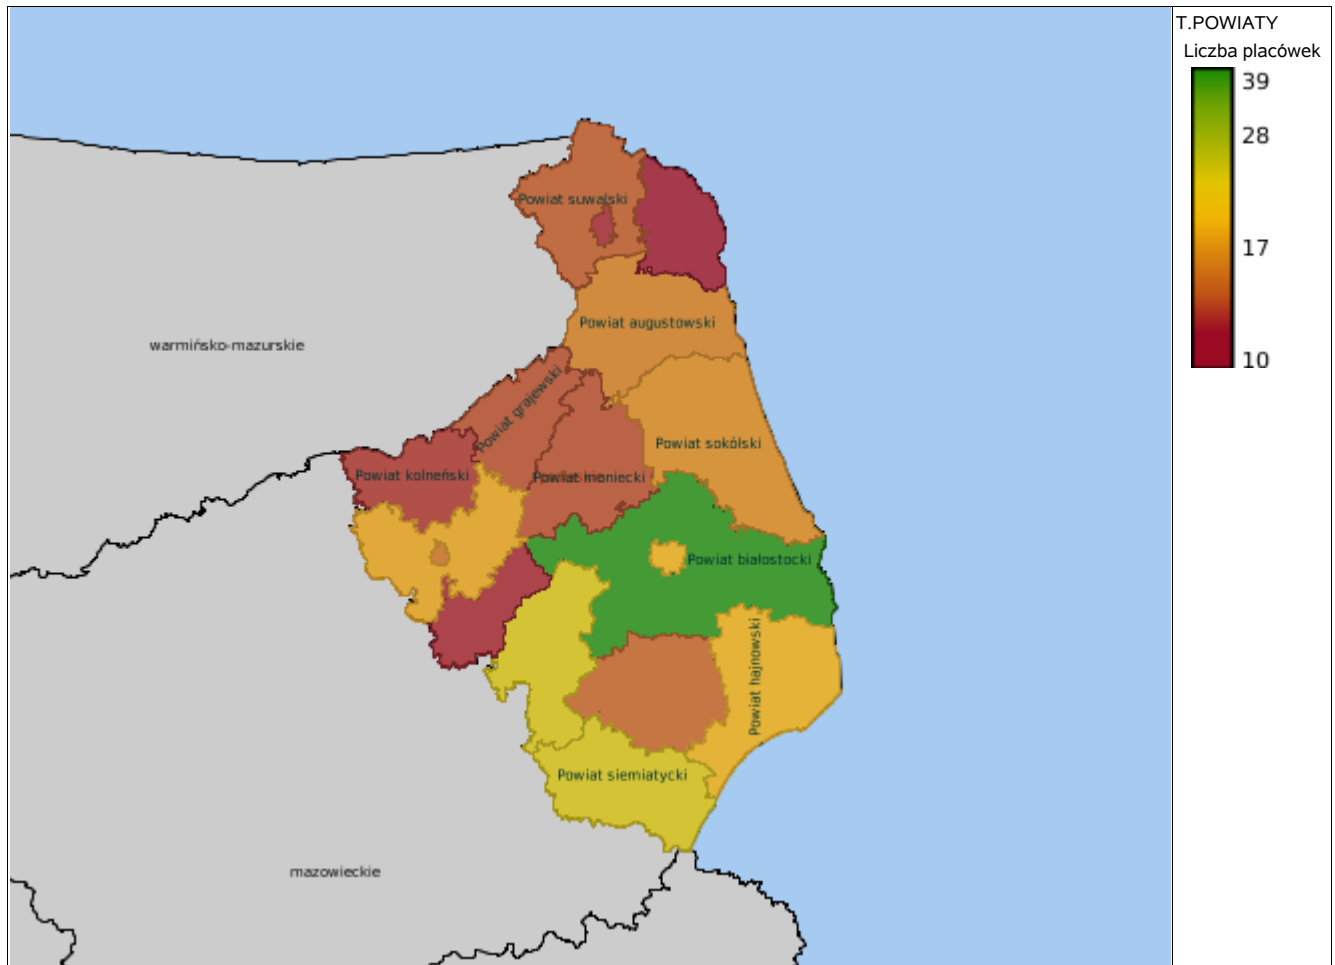 T.POWIATY
Liczba placówek
39
28
17
10
Powiat suwalski
Powiat augustowski
warmińsko-mazurskie
Powiat grajewski
Powiat sokólski
Powiat kolneński
Powiat moniecki
Powiat białostocki
Powiat hajnowski
Powiat siemiatycki
mazowieckie